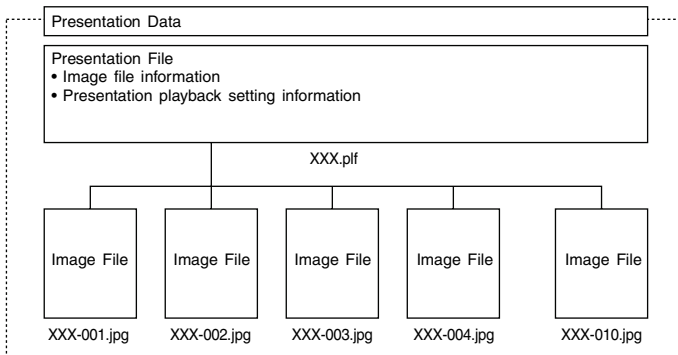 Presentation Data
Presentation File
• Image file information
• Presentation playback setting information
XXX.plf
Image File Image File Image File Image File Image File
XXX-001.jpg XXX-002.jpg XXX-003.jpg XXX-004.jpg XXX-010.jpg